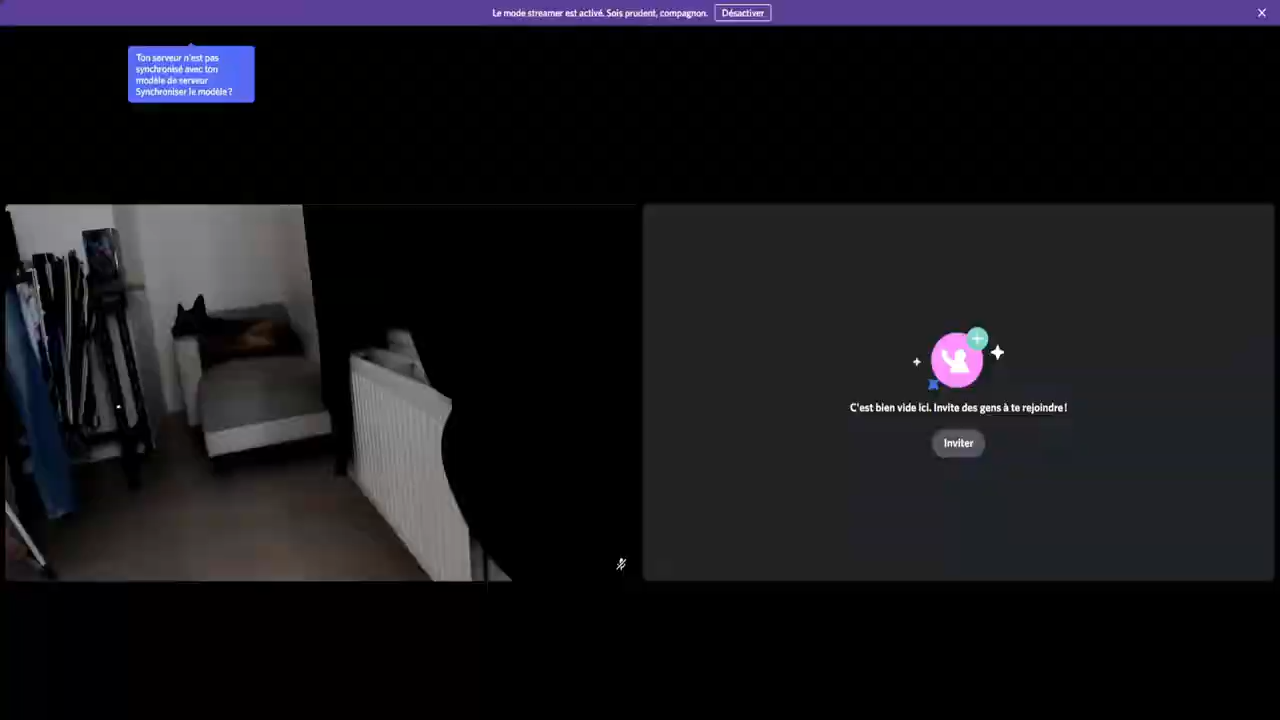 Le mode streamer est activé. Sois prudent, compagnon.
Désactiver
Ton serveur n'est pas
synchronisé avec ton
modèle de serveur
Synchroniser le modèle ?
C'est bien vide ici. Invite des gens à te rejoindre !
Inviter